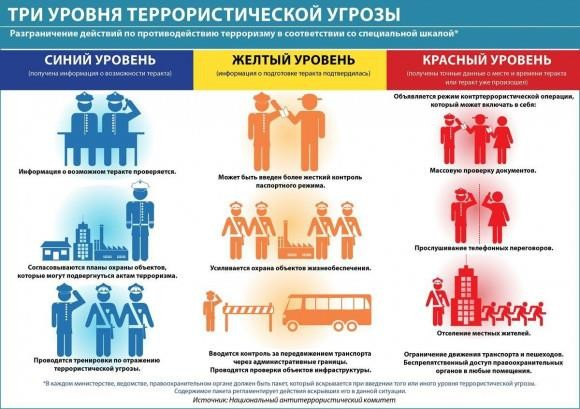 ТРИ УРОВНЯ ТЕРРОРИСТИЧЕСКОЙ УГРОЗЫ
Разграничение действий по противодействию терроризму в соответствии со специальной шкалой*
СИНИЙ УРОВЕНЬ
(получена информация о возможности теракта)
Информация о возможном теракте проверяется.
Согласовываются планы охраны объектов,
которые могут подвергнуться актам терроризма.
Проводятся тренировки по отражению
террористической угрозы.
ЖЕЛТЫЙ УРОВЕНЬ
(информация о подготовке теракта подтвердилась)
Может быть введен более жесткий контроль
паспортного режима.
Усиливается охрана объектов жизнеобеспечения.
Вводится контроль за передвижением транспорта
через административные границы.
Проводятся проверки объектов инфраструктуры.
КРАСНЫЙ УРОВЕНЬ
(получены точные данные о месте и времени теракта
или теракт уже произошел)
Объявляется режим контртеррористической операции,
который может включать в себя:
Массовую проверку документов.
Прослушивание телефонных переговоров.
Отселение местных жителей.
Ограничение движения транспорта и пешеходов.
Беспрепятственный доступ правоохранительных
органов в любые помещения.
*В каждом министерстве, ведомстве, правоохранительном органе должен быть пакет, который вскрывается при введении того или иного уровня террористической угрозы.
Содержимое пакета регламентирует действия вскрывших его в данной ситуации.
Источник: Национальный антитеррористический комитет